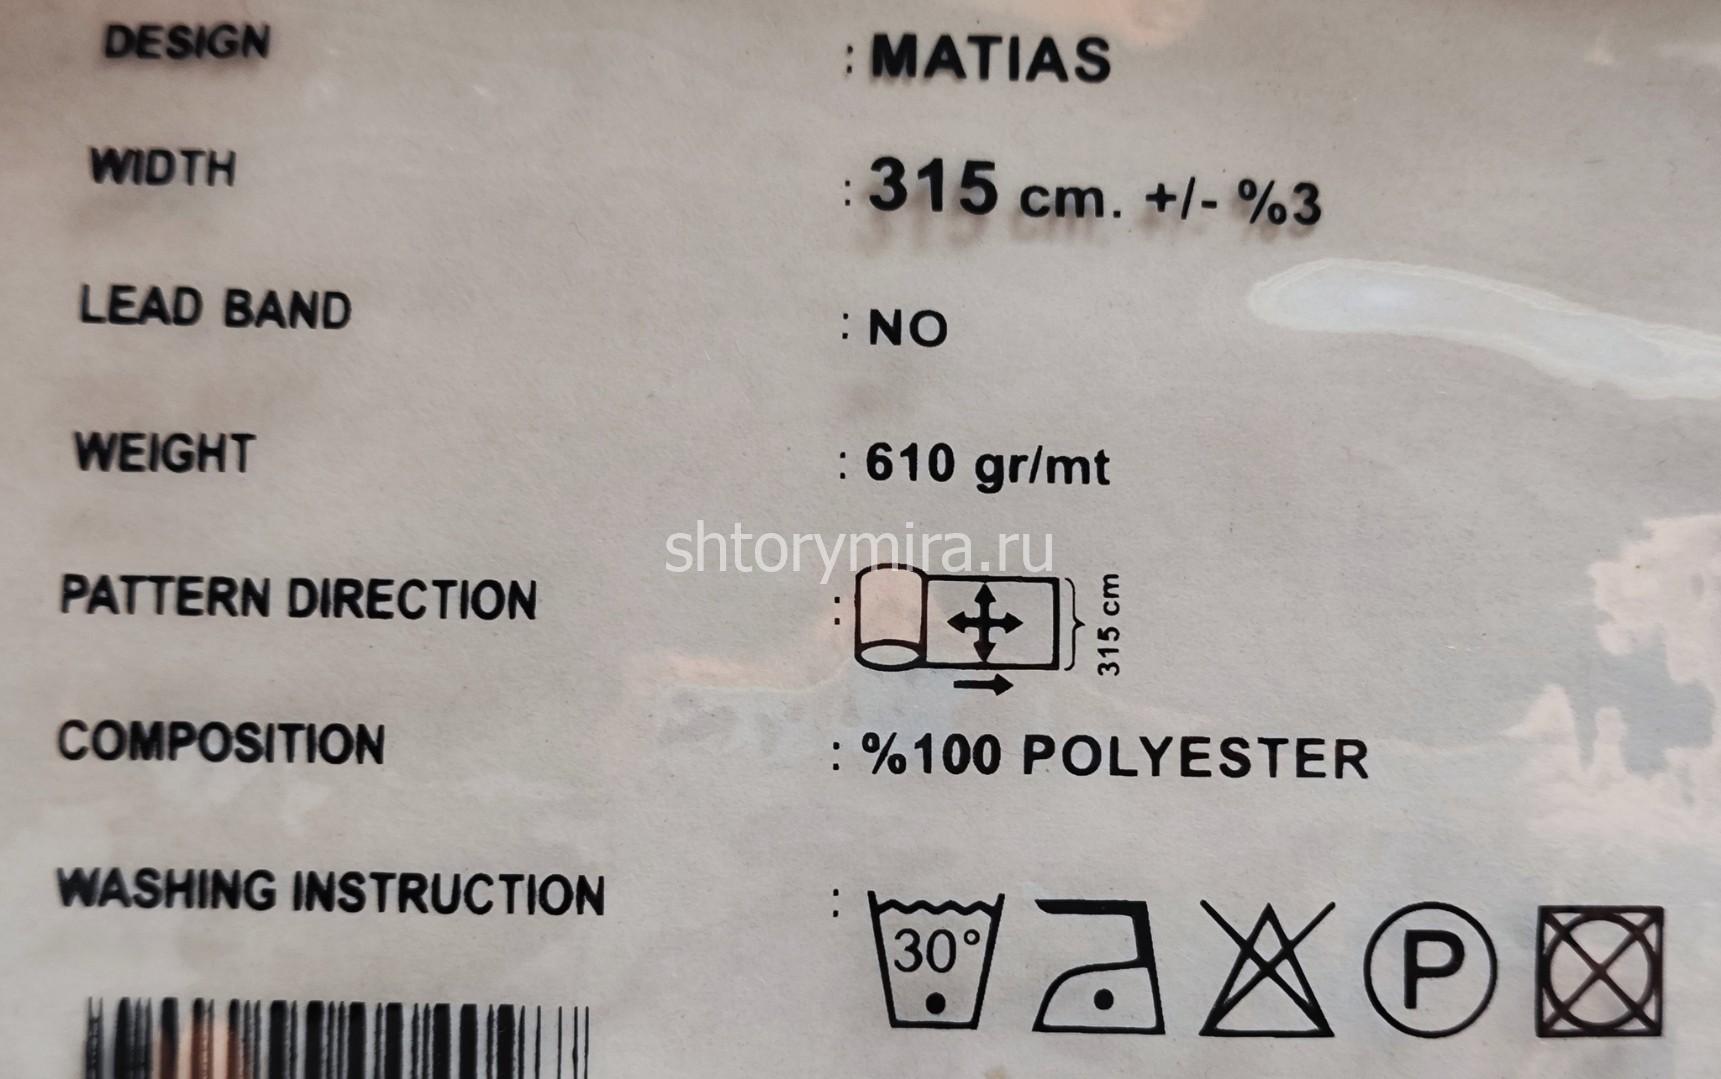 DESIGN : MATIAS
WIDTH : 315 cm. +/- %3
LEAD BAND : NO
WEIGHT : 610 gr/mt
shtorymira.ru
PATTERN DIRECTION : 315 cm
COMPOSITION : %100 POLYESTER
WASHING INSTRUCTION : 30° P